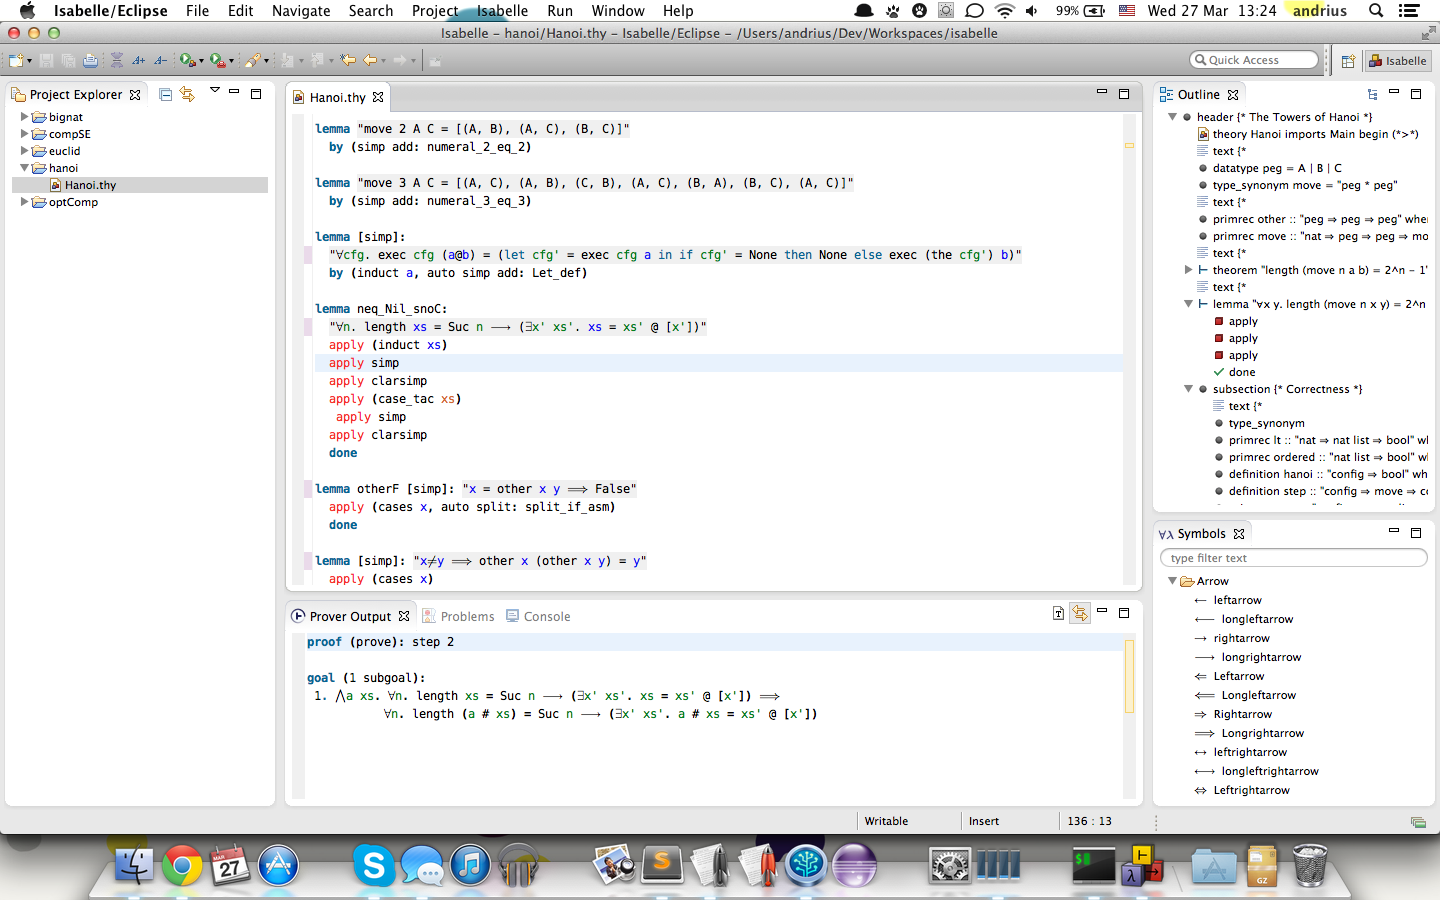 Isabelle/Eclipse File Edit Navigate Search Project Isabelle Run Window Help 99% Wed 27 Mar 13:24 andrius
Isabelle – hanoi/Hanoi.thy – Isabelle/Eclipse – /Users/andrius/Dev/Workspaces/isabelle
Quick Access Isabelle
Project Explorer
bignat
compSE
euclid
hanoi
Hanoi.thy
optComp
Hanoi.thy
lemma "move 2 A C = [(A, B), (A, C), (B, C)]"
by (simp add: numeral_2_eq_2)
lemma "move 3 A C = [(A, C), (A, B), (C, B), (A, C), (B, A), (B, C), (A, C)]"
by (simp add: numeral_3_eq_3)
lemma [simp]:
"∀cfg. exec cfg (a@b) = (let cfg' = exec cfg a in if cfg' = None then None else exec (the cfg') b)"
by (induct a, auto simp add: Let_def)
lemma neq_Nil_snoC:
"∀n. length xs = Suc n ⟶ (∃x' xs'. xs = xs' @ [x'])"
apply (induct xs)
apply simp
apply clarsimp
apply (case_tac xs)
apply simp
apply clarsimp
done
lemma otherF [simp]: "x = other x y ⟹ False"
apply (cases x, auto split: split_if_asm)
done
lemma [simp]: "x≠y ⟹ other x (other x y) = y"
apply (cases x)
Prover Output Problems Console
proof (prove): step 2
goal (1 subgoal):
1. ⋀a xs. ∀n. length xs = Suc n ⟶ (∃x' xs'. xs = xs' @ [x']) ⟹
∀n. length (a # xs) = Suc n ⟶ (∃x' xs'. a # xs = xs' @ [x'])
Outline
header {* The Towers of Hanoi *}
theory Hanoi imports Main begin (*>*)
text {*
datatype peg = A | B | C
type_synonym move = "peg * peg"
text {*
primrec other :: "peg ⇒ peg ⇒ peg" whe
primrec move :: "nat ⇒ peg ⇒ peg ⇒ mo
text {*
theorem "length (move n a b) = 2^n – 1"
text {*
lemma "∀x y. length (move n x y) = 2^n
apply
apply
apply
done
subsection {* Correctness *}
text {*
type_synonym
primrec lt :: "nat ⇒ nat list ⇒ bool" w
primrec ordered :: "nat list ⇒ bool" w
definition hanoi :: "config ⇒ bool" wh
definition step :: "config ⇒ move ⇒ c
∀λ Symbols
type filter text
Arrow
← leftarrow
⟵ longleftarrow
→ rightarrow
⟶ longrightarrow
⇐ Leftarrow
⟸ Longleftarrow
⇒ Rightarrow
⟹ Longrightarrow
↔ leftrightarrow
⟷ longleftrightarrow
⇔ Leftrightarrow
Writable Insert 136 : 13
MAR
27
GZ